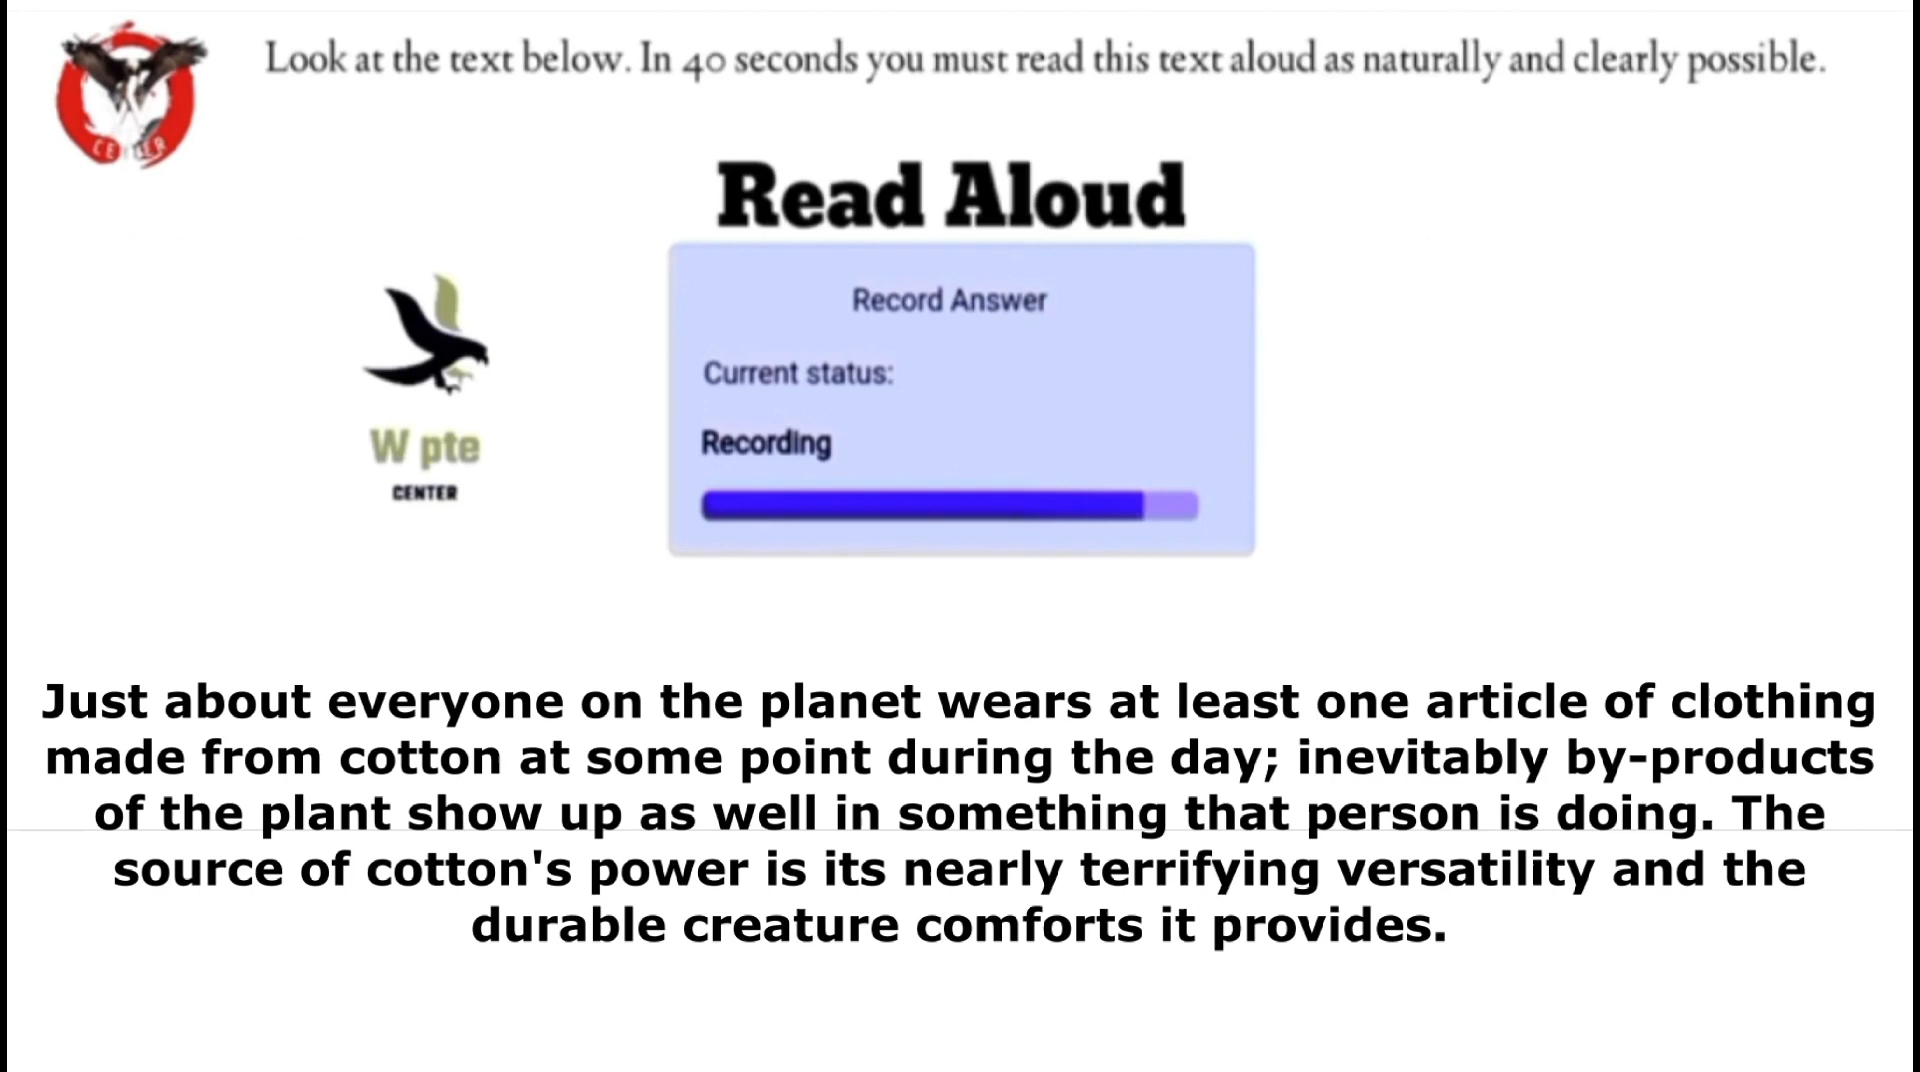 Look at the text below. In 40 seconds you must read this text aloud as naturally and clearly possible.
CENTER
Read Aloud
Record Answer
Current status:
Recording
W pte
CENTER
Just about everyone on the planet wears at least one article of clothing
made from cotton at some point during the day; inevitably by-products
of the plant show up as well in something that person is doing. The
source of cotton's power is its nearly terrifying versatility and the
durable creature comforts it provides.